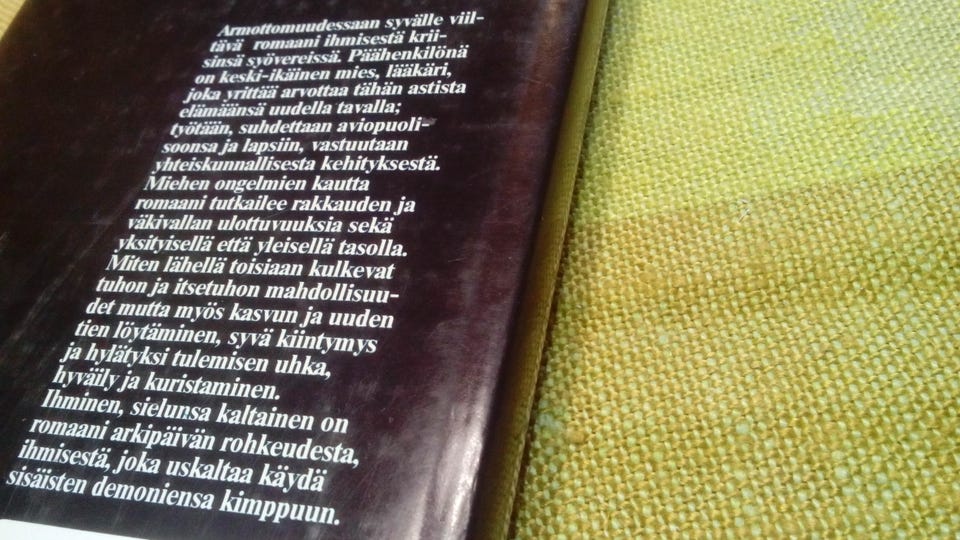 Armottomuudessaan syvälle viil-
tävä romaani ihmisestä krii-
sinsä syövereissä. Päähenkilönä
on keski-ikäinen mies, lääkäri,
joka yrittää arvottaa tähän astista
elämäänsä uudella tavalla;
työtään, suhdettaan aviopuoli-
soonsa ja lapsiin, vastuutaan
yhteiskunnallisesta kehityksestä.
Miehen ongelmien kautta
romaani tutkailee rakkauden ja
väkivallan ulottuvuuksia sekä
yksityisellä että yleisellä tasolla.
Miten lähellä toisiaan kulkevat
tuhon ja itsetuhon mahdollisuu-
det mutta myös kasvun ja uuden
tien löytäminen, syvä kiintymys
ja hylätyksi tulemisen uhka,
hyväily ja kuristaminen.
Ihminen, sielunsa kaltainen on
romaani arkipäivän rohkeudesta,
ihmisestä, joka uskaltaa käydä
sisäisten demoniensa kimppuun.